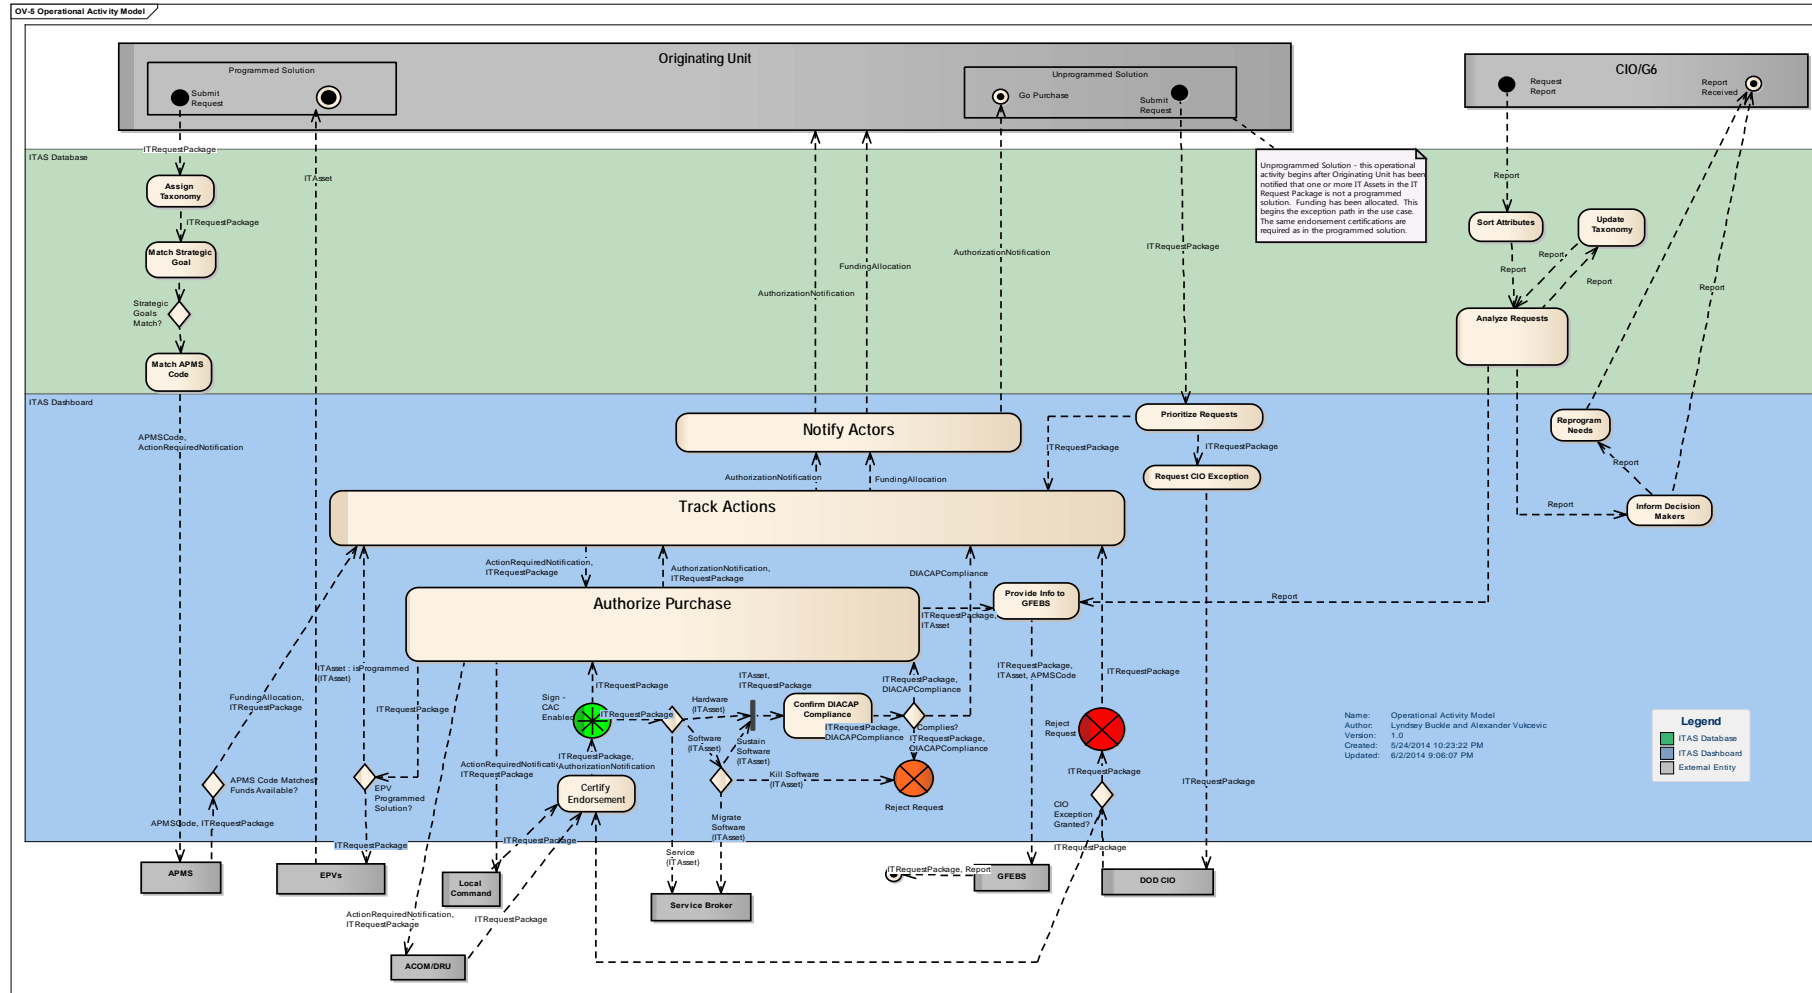 OV-5 Operational Activity Model
Originating Unit
Programmed Solution
Submit
Request
Unprogrammed Solution
Go Purchase
Submit
Request
CIO/G6
Request
Report
Report
Received
ITRequestPackage
ITAS Database
Assign
Taxonomy
ITAsset
ITRequestPackage
Match Strategic
Goal
Strategic
Goals
Match?
Match APMS
Code
AuthorizationNotification
FundingAllocation
AuthorizationNotification
ITRequestPackage
Unprogrammed Solution - this operational
activity begins after Originating Unit has been
notified that one or more IT Assets in the IT
Request Package is not a programmed
solution.  Funding has been allocated.  This
begins the exception path in the use case.
The same endorsement certifications are
required as in the programmed solution.
Report
Sort Attributes
Update
Taxonomy
Report
Report
Report
Report
Analyze Requests
ITAS Dashboard
APMSCode,
ActionRequiredNotification
Notify Actors
Prioritize Requests
ITRequestPackage
ITRequestPackage
Request CIO Exception
Reprogram
Needs
Report
Report
Inform Decision
Makers
AuthorizationNotification
FundingAllocation
Track Actions
ActionRequiredNotification,
ITRequestPackage
AuthorizationNotification,
ITRequestPackage
DIACAPCompliance
Authorize Purchase
Provide Info to
GFEBS
Report
ITRequestPackage,
ITAsset
ITAsset : isProgrammed
(ITAsset)
FundingAllocation,
ITRequestPackage
ITRequestPackage
Sign -
CAC
Enabled
ITRequestPackage
ITRequestPackage
Hardware
(ITAsset)
ITAsset,
ITRequestPackage
Confirm DIACAP
Compliance
ITRequestPackage,
DIACAPCompliance
ITRequestPackage,
DIACAPCompliance
Complies?
ITRequestPackage,
DIACAPCompliance
ITRequestPackage,
ITAsset, APMSCode
ITRequestPackage
Reject
Request
Software
(ITAsset)
Sustain
Software
(ITAsset)
Kill Software
(ITAsset)
Reject Request
ITRequestPackage
CIO
Exception
Granted?
ITRequestPackage
ITRequestPackage
Name: Operational Activity Model
Author: Lyndsey Buckle and Alexander Vukcevic
Version: 1.0
Created: 5/24/2014 10:23:22 PM
Updated: 6/2/2014 9:06:07 PM
Legend
ITAS Database
ITAS Dashboard
External Entity
APMS Code Matches?
Funds Available?
APMSCode, ITRequestPackage
EPV
Programmed
Solution?
ITRequestPackage
ITRequestPackage,
AuthorizationNotification
Certify
Endorsement
ITRequestPackage
ITRequestPackage
Migrate
Software
(ITAsset)
Service
(ITAsset)
APMS
EPVs
Local
Command
Service Broker
ITRequestPackage, Report
GFEBS
DOD CIO
ActionRequiredNotification,
ITRequestPackage
ITRequestPackage
ACOM/DRU